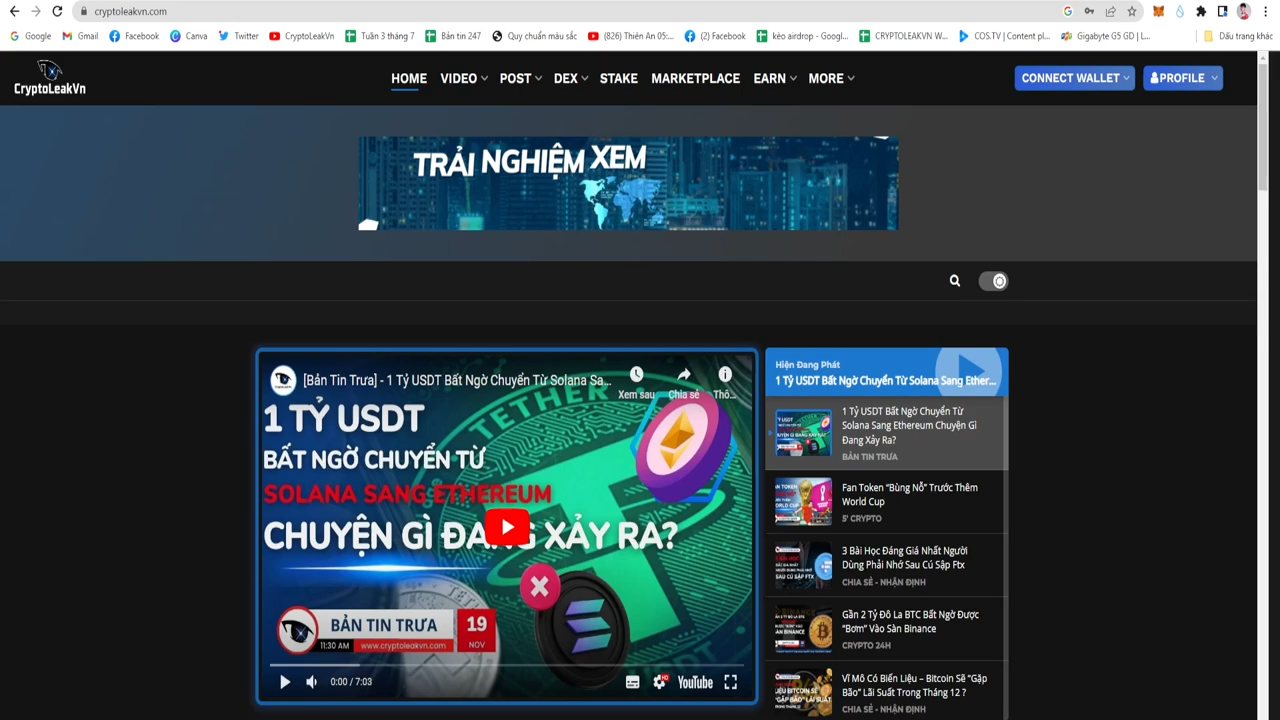 cryptoleakvn.com
Google Gmail Facebook Canva Twitter CryptoLeakVn Tuần 3 tháng 7 Bản tin 247 Quy chuẩn màu sắc (826) Thiên An 05:... (2) Facebook kèo airdrop - Googl... CRYPTOLEAKVN W... COS.TV | Content pl... Gigabyte G5 GD | L... Dấu trang khác
CryptoLeakVn
HOME VIDEO POST DEX STAKE MARKETPLACE EARN MORE CONNECT WALLET PROFILE
TRẢI NGHIỆM XEM
[Bản Tin Trưa] - 1 Tỷ USDT Bất Ngờ Chuyển Từ Solana Sa...
Xem sau Chia sẻ Thô...
TETHER
1 TỶ USDT
BẤT NGỜ CHUYỂN TỪ
SOLANA SANG ETHEREUM
CHUYỆN GÌ ĐANG XẢY RA?
BẢN TIN TRƯA
19
NOV
11:30 AM www.cryptoleakvn.com
0:00 / 7:03
HD
YouTube
Hiện Đang Phát
1 Tỷ USDT Bất Ngờ Chuyển Từ Solana Sang Ether...
1 Tỷ USDT Bất Ngờ Chuyển Từ
Solana Sang Ethereum Chuyện Gì
Đang Xảy Ra?
BẢN TIN TRƯA
Fan Token “Bùng Nỗ” Trước Thêm
World Cup
5' CRYPTO
3 Bài Học Đáng Giá Nhất Người
Dùng Phải Nhớ Sau Cú Sập Ftx
CHIA SẺ - NHẬN ĐỊNH
Gần 2 Tỷ Đô La BTC Bất Ngờ Được
“Bơm” Vào Sàn Binance
CRYPTO 24H
Vĩ Mô Có Biến Liệu – Bitcoin Sẽ “Gặp
Bão” Lãi Suất Trong Tháng 12 ?
CHIA SẺ - NHẬN ĐỊNH